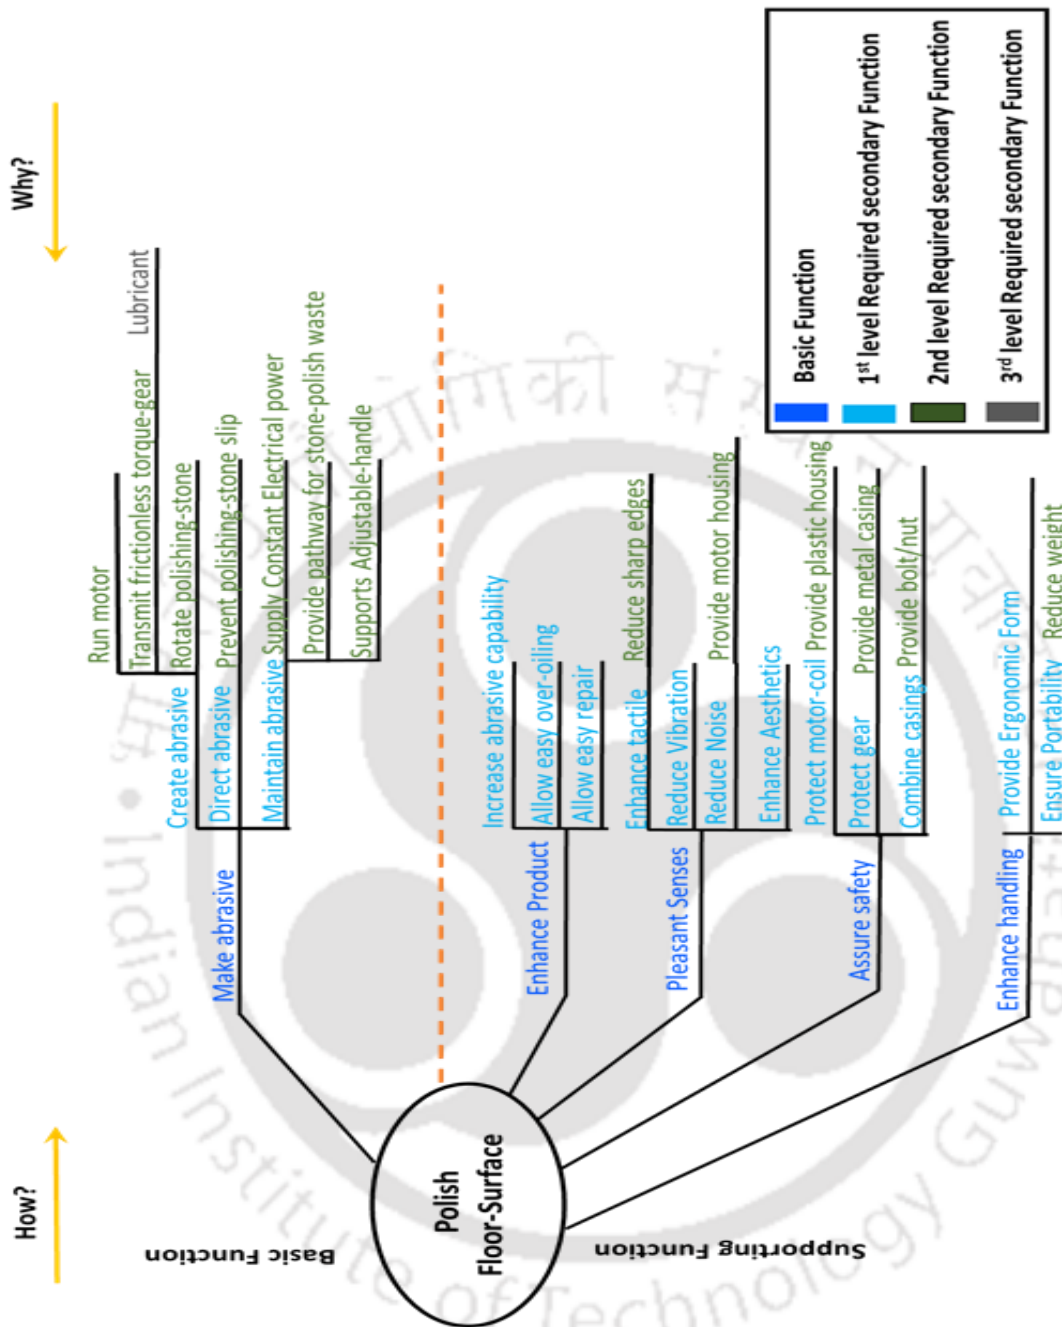 How?
Why?
Basic Function
Run motor
Transmit frictionless torque-gear
Lubricant
Create abrasive
Rotate polishing-stone
Make abrasive
Direct abrasive
Prevent polishing-stone slip
Maintain abrasive
Supply Constant Electrical power
Provide pathway for stone-polish waste
Supports Adjustable-handle
Polish
Floor-Surface
Supporting Function
Increase abrasive capability
Enhance Product
Allow easy over-oiling
Allow easy repair
Enhance tactile
Reduce sharp edges
Pleasant Senses
Reduce Vibration
Reduce Noise
Provide motor housing
Enhance Aesthetics
Protect motor-coil
Provide plastic housing
Assure safety
Protect gear
Provide metal casing
Combine casings
Provide bolt/nut
Enhance handling
Provide Ergonomic Form
Ensure Portability
Reduce weight
Basic Function
1st level Required secondary Function
2nd level Required secondary Function
3rd level Required secondary Function
Indian Institute of Technology Guwahati